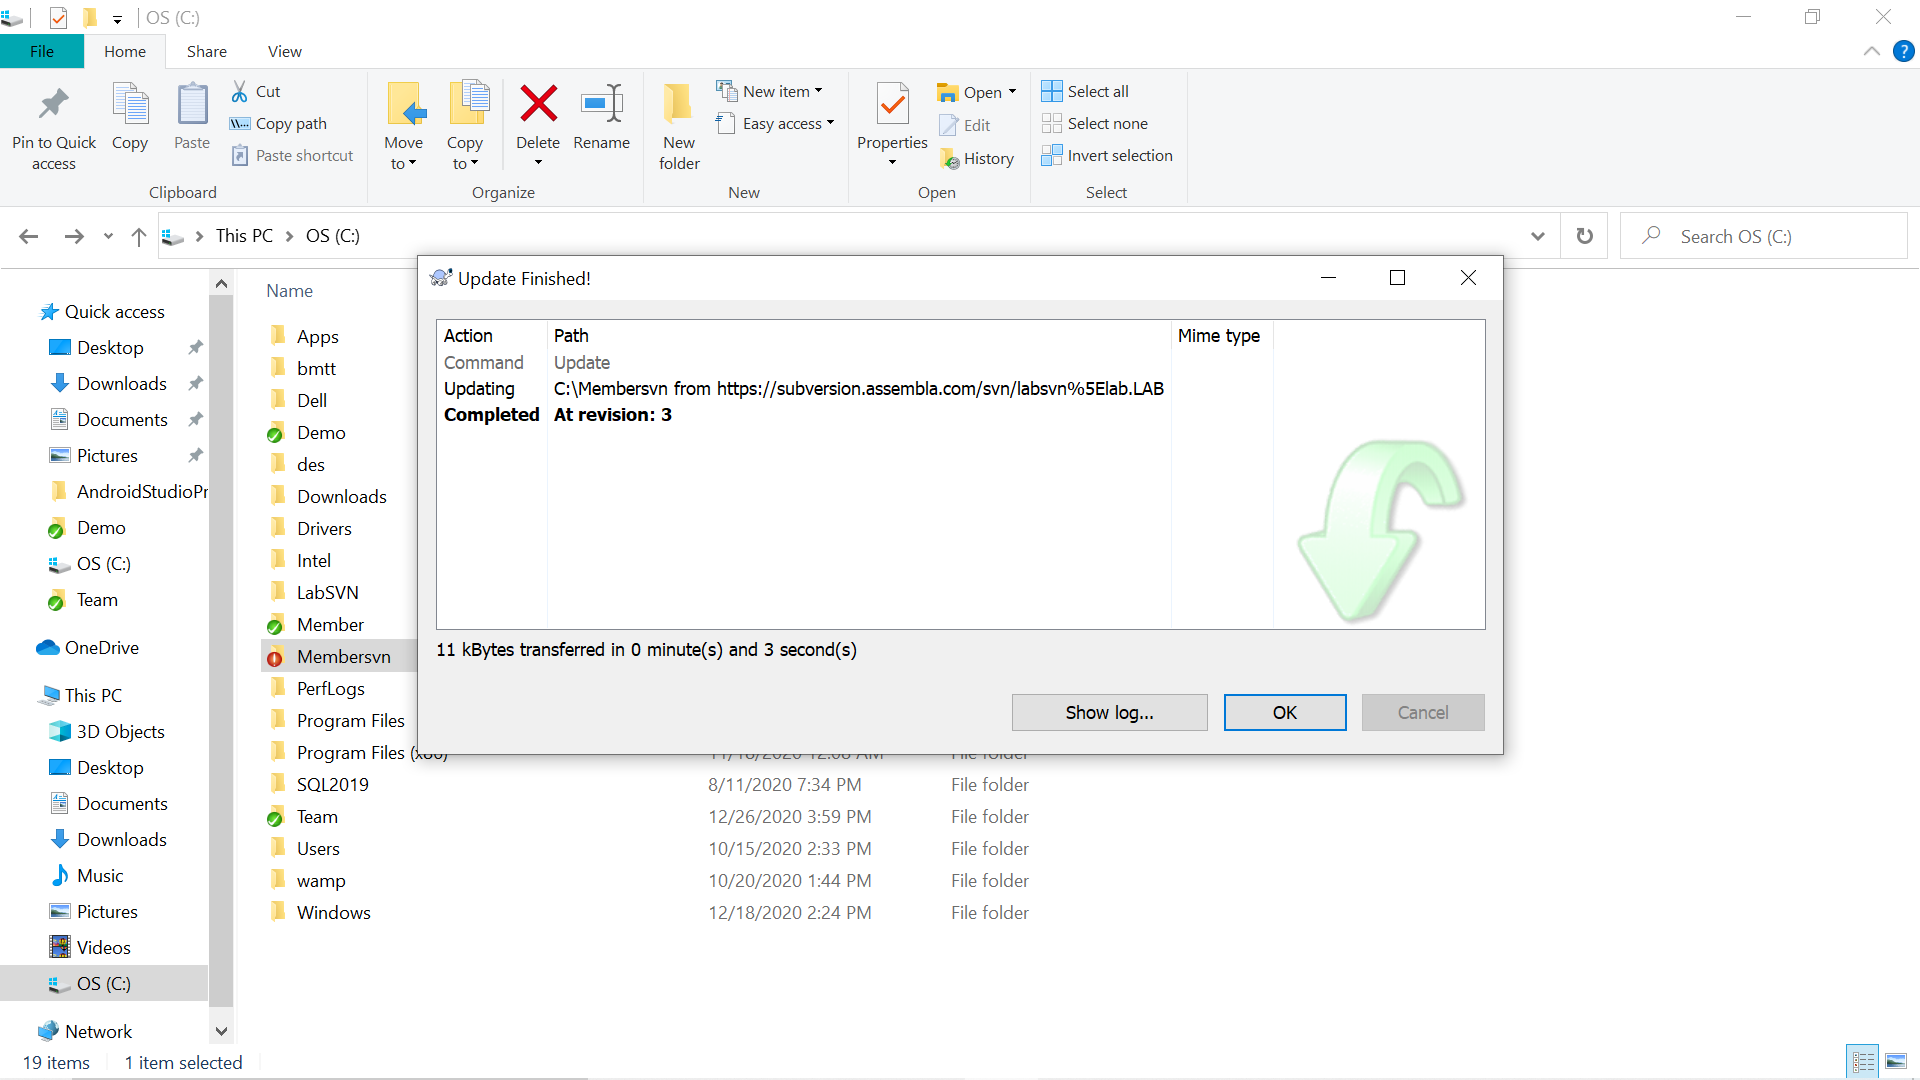 OS (C:)
File Home Share View
Pin to Quick access
Copy
Paste
Cut
Copy path
Paste shortcut
Clipboard
Move to
Copy to
Delete
Rename
Organize
New folder
New item
Easy access
New
Properties
Open
Edit
History
Open
Select all
Select none
Invert selection
Select
This PC OS (C:)
Search OS (C:)
Quick access
Desktop
Downloads
Documents
Pictures
AndroidStudioPr
Demo
OS (C:)
Team
OneDrive
This PC
3D Objects
Desktop
Documents
Downloads
Music
Pictures
Videos
OS (C:)
Network
Name
Apps
bmtt
Dell
Demo
des
Downloads
Drivers
Intel
LabSVN
Member
Membersvn
PerfLogs
Program Files
Program Files (x86) 
SQL2019 8/11/2020 7:34 PM File folder
Team 12/26/2020 3:59 PM File folder
Users 10/15/2020 2:33 PM File folder
wamp 10/20/2020 1:44 PM File folder
Windows 12/18/2020 2:24 PM File folder
Update Finished!
Action Path Mime type
Command Update
Updating C:\Membersvn from https://subversion.assembla.com/svn/labsvn%5Elab.LAB
Completed At revision: 3
11 kBytes transferred in 0 minute(s) and 3 second(s)
Show log... OK Cancel
19 items 1 item selected